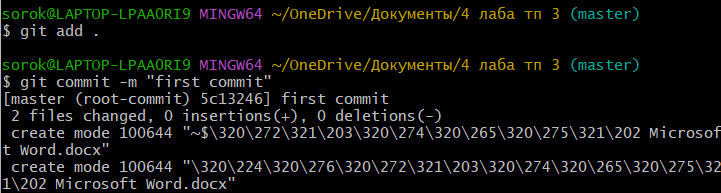 sorok@LAPTOP-LPAA0RI9 MINGW64 ~/OneDrive/Документы/4 лаба тп 3 (master)
$ git add .
sorok@LAPTOP-LPAA0RI9 MINGW64 ~/OneDrive/Документы/4 лаба тп 3 (master)
$ git commit -m "first commit"
[master (root-commit) 5c13246] first commit
 2 files changed, 0 insertions(+), 0 deletions(-)
 create mode 100644 "~$\320\272\321\203\320\274\320\265\320\275\321\202 Microsof
t Word.docx"
 create mode 100644 "\320\224\320\276\320\272\321\203\320\274\320\265\320\275\32
1\202 Microsoft Word.docx"